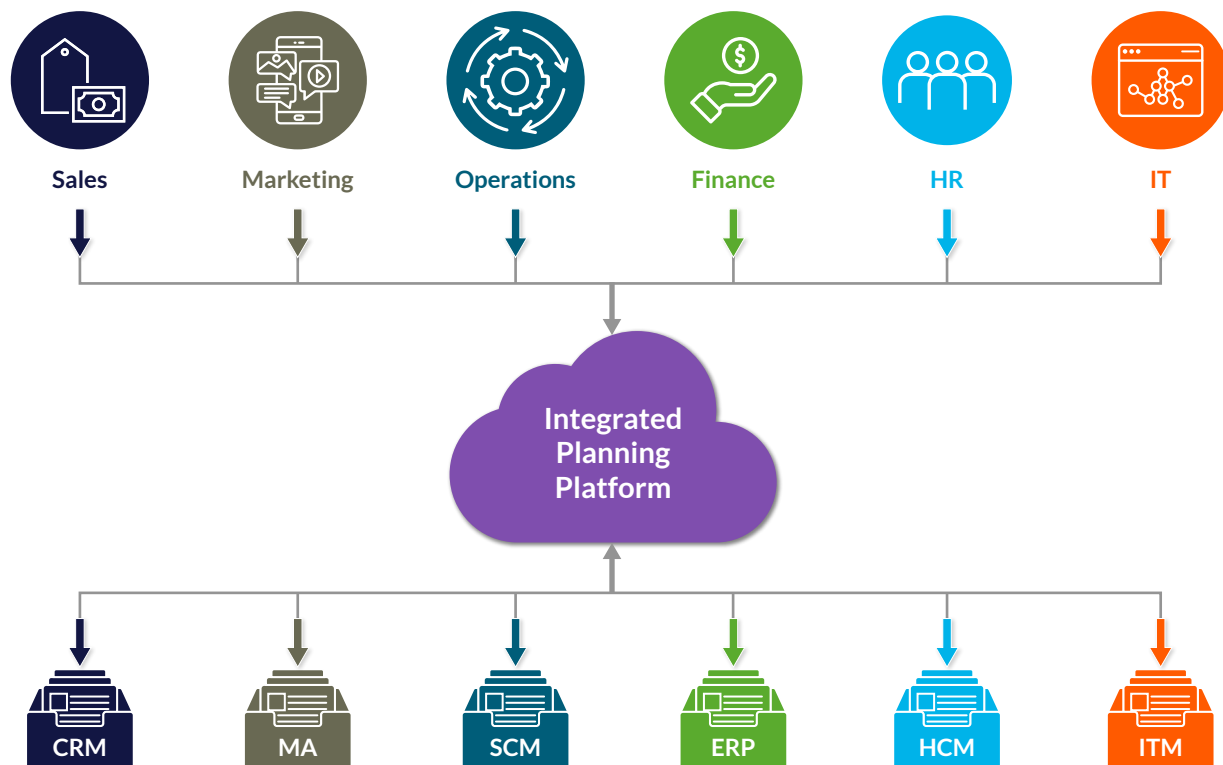 Sales
Marketing
Operations
Finance
HR
IT
Integrated
Planning
Platform
CRM
MA
SCM
ERP
HCM
ITM